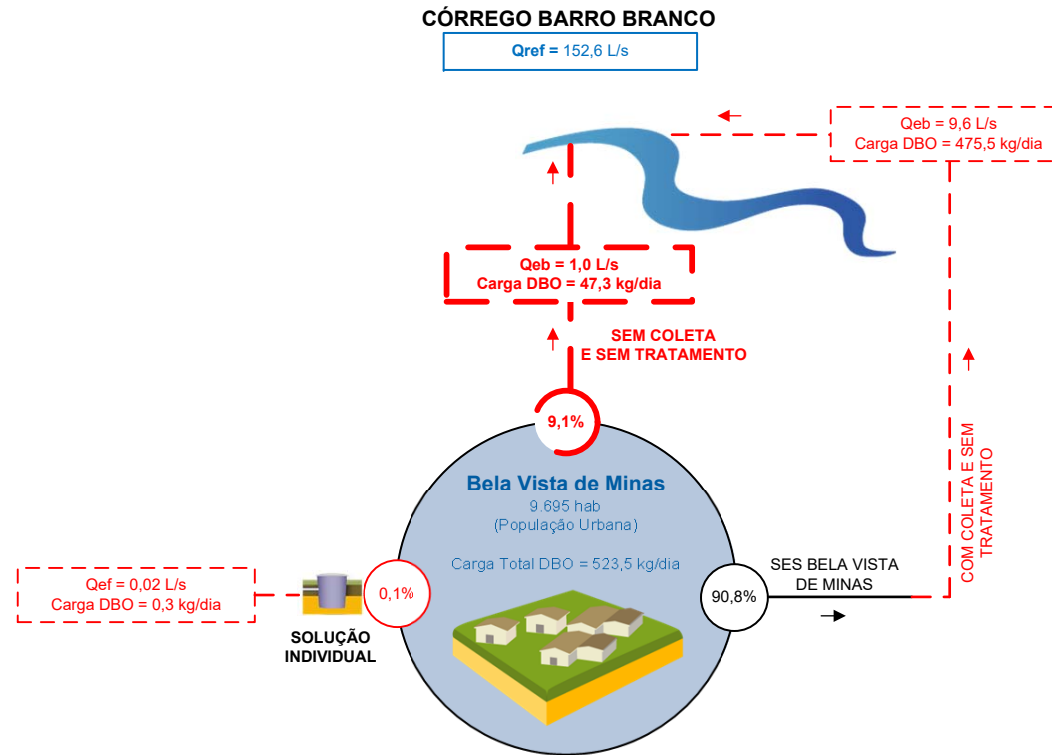 CÓRREGO BARRO BRANCO
Qref = 152,6 L/s
Qeb = 9,6 L/s
Carga DBO = 475,5 kg/dia
Qeb = 1,0 L/s
Carga DBO = 47,3 kg/dia
SEM COLETA
E SEM TRATAMENTO
9,1%
Bela Vista de Minas
9.695 hab
(População Urbana)
Carga Total DBO = 523,5 kg/dia
Qef = 0,02 L/s
Carga DBO = 0,3 kg/dia
SOLUÇÃO
INDIVIDUAL
0,1%
90,8%
SES BELA VISTA
DE MINAS
COM COLETA E SEM
TRATAMENTO